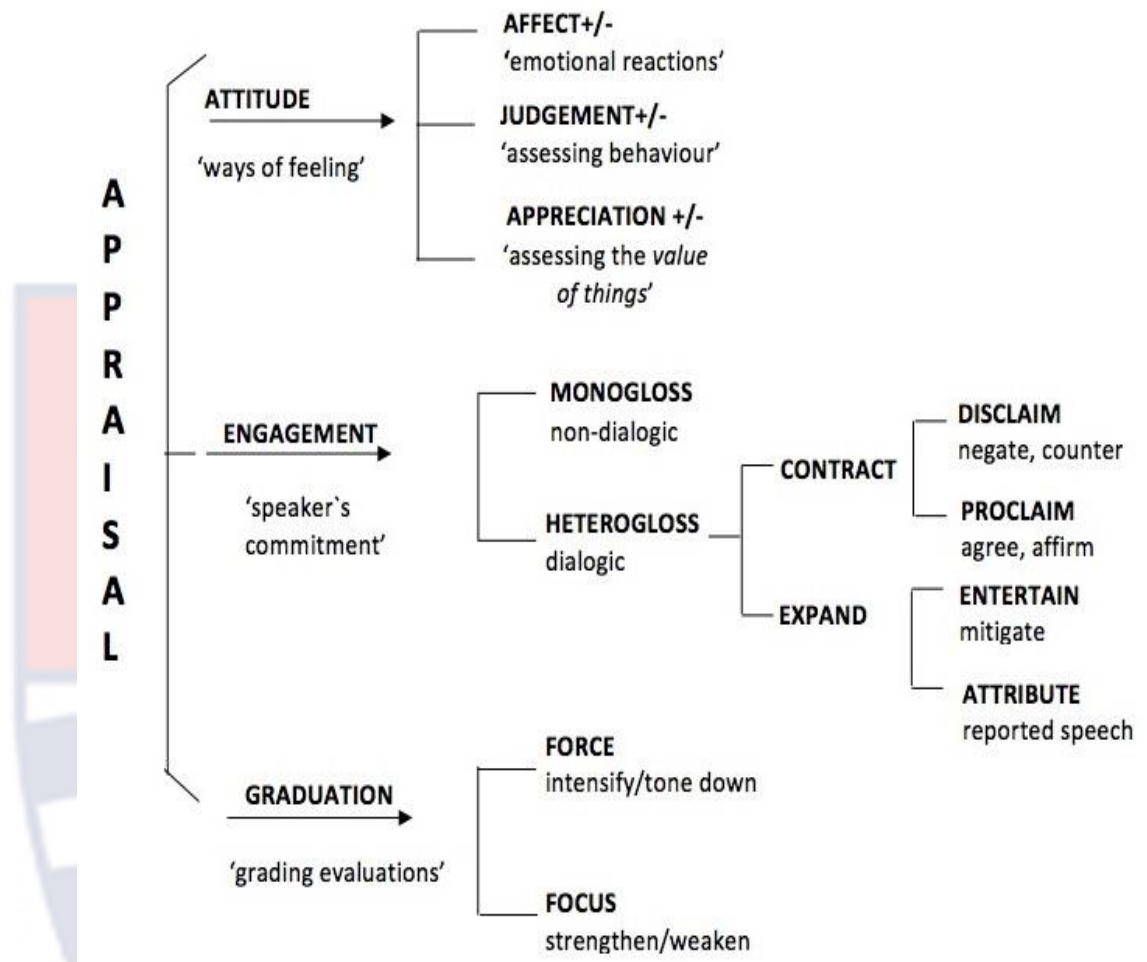 APPRAISAL
ATTITUDE
'ways of feeling'
AFFECT+/-
'emotional reactions'
JUDGEMENT+/-
'assessing behaviour'
APPRECIATION +/-
'assessing the value
of things'
ENGAGEMENT
'speaker`s
commitment'
MONOGLOSS
non-dialogic
HETEROGLOSS
dialogic
CONTRACT
DISCLAIM
negate, counter
PROCLAIM
agree, affirm
EXPAND
ENTERTAIN
mitigate
ATTRIBUTE
reported speech
GRADUATION
'grading evaluations'
FORCE
intensify/tone down
FOCUS
strengthen/weaken